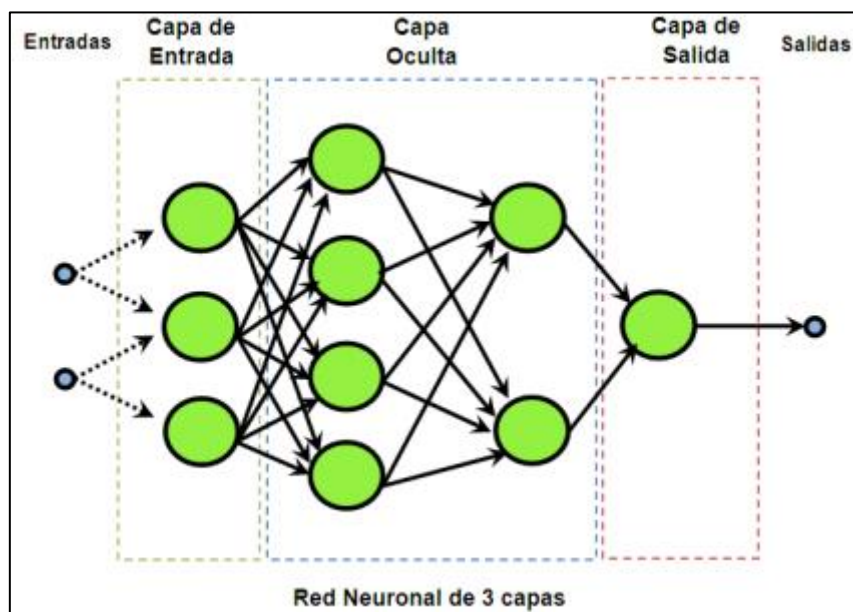 Entradas
Capa de
Entrada
Capa
Oculta
Capa de
Salida
Salidas
Red Neuronal de 3 capas